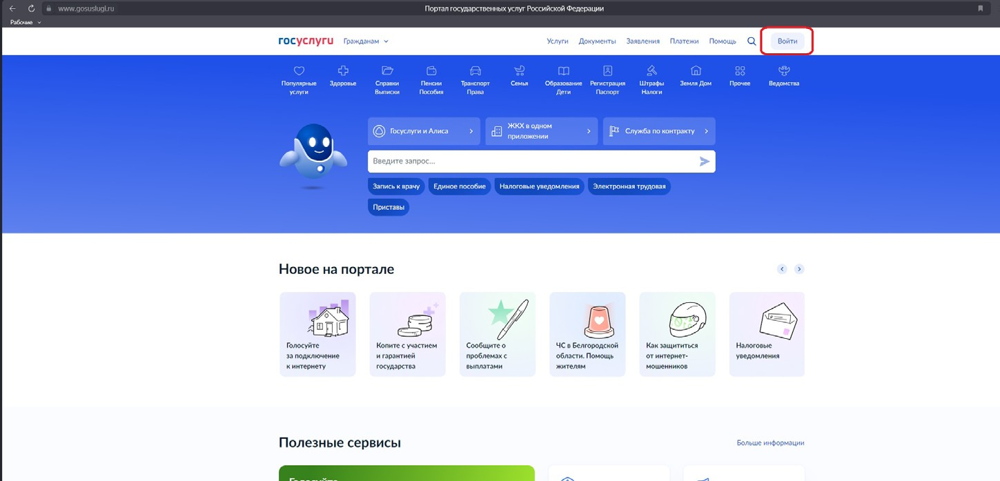 www.gosuslugi.ru
Портал государственных услуг Российской Федерации
Рабочие
госуслуги
Гражданам
Услуги
Документы
Заявления
Платежи
Помощь
Войти
Популярные
услуги
Здоровье
Справки
Выписки
Пенсии
Пособия
Транспорт
Права
Семья
Образование
Дети
Регистрация
Паспорт
Штрафы
Налоги
Земля Дом
Прочее
Ведомства
Госуслуги и Алиса
ЖКХ в одном
приложении
Служба по контракту
Введите запрос...
Запись к врачу
Единое пособие
Налоговые уведомления
Электронная трудовая
Приставы
Новое на портале
Голосуйте
за подключение
к интернету
Копите с участием
и гарантией
государства
Сообщите о
проблемах с
выплатами
ЧС в Белгородской
области. Помощь
жителям
Как защититься
от интернет-
мошенников
Налоговые
уведомления
Полезные сервисы
Больше информации
Голосуйте